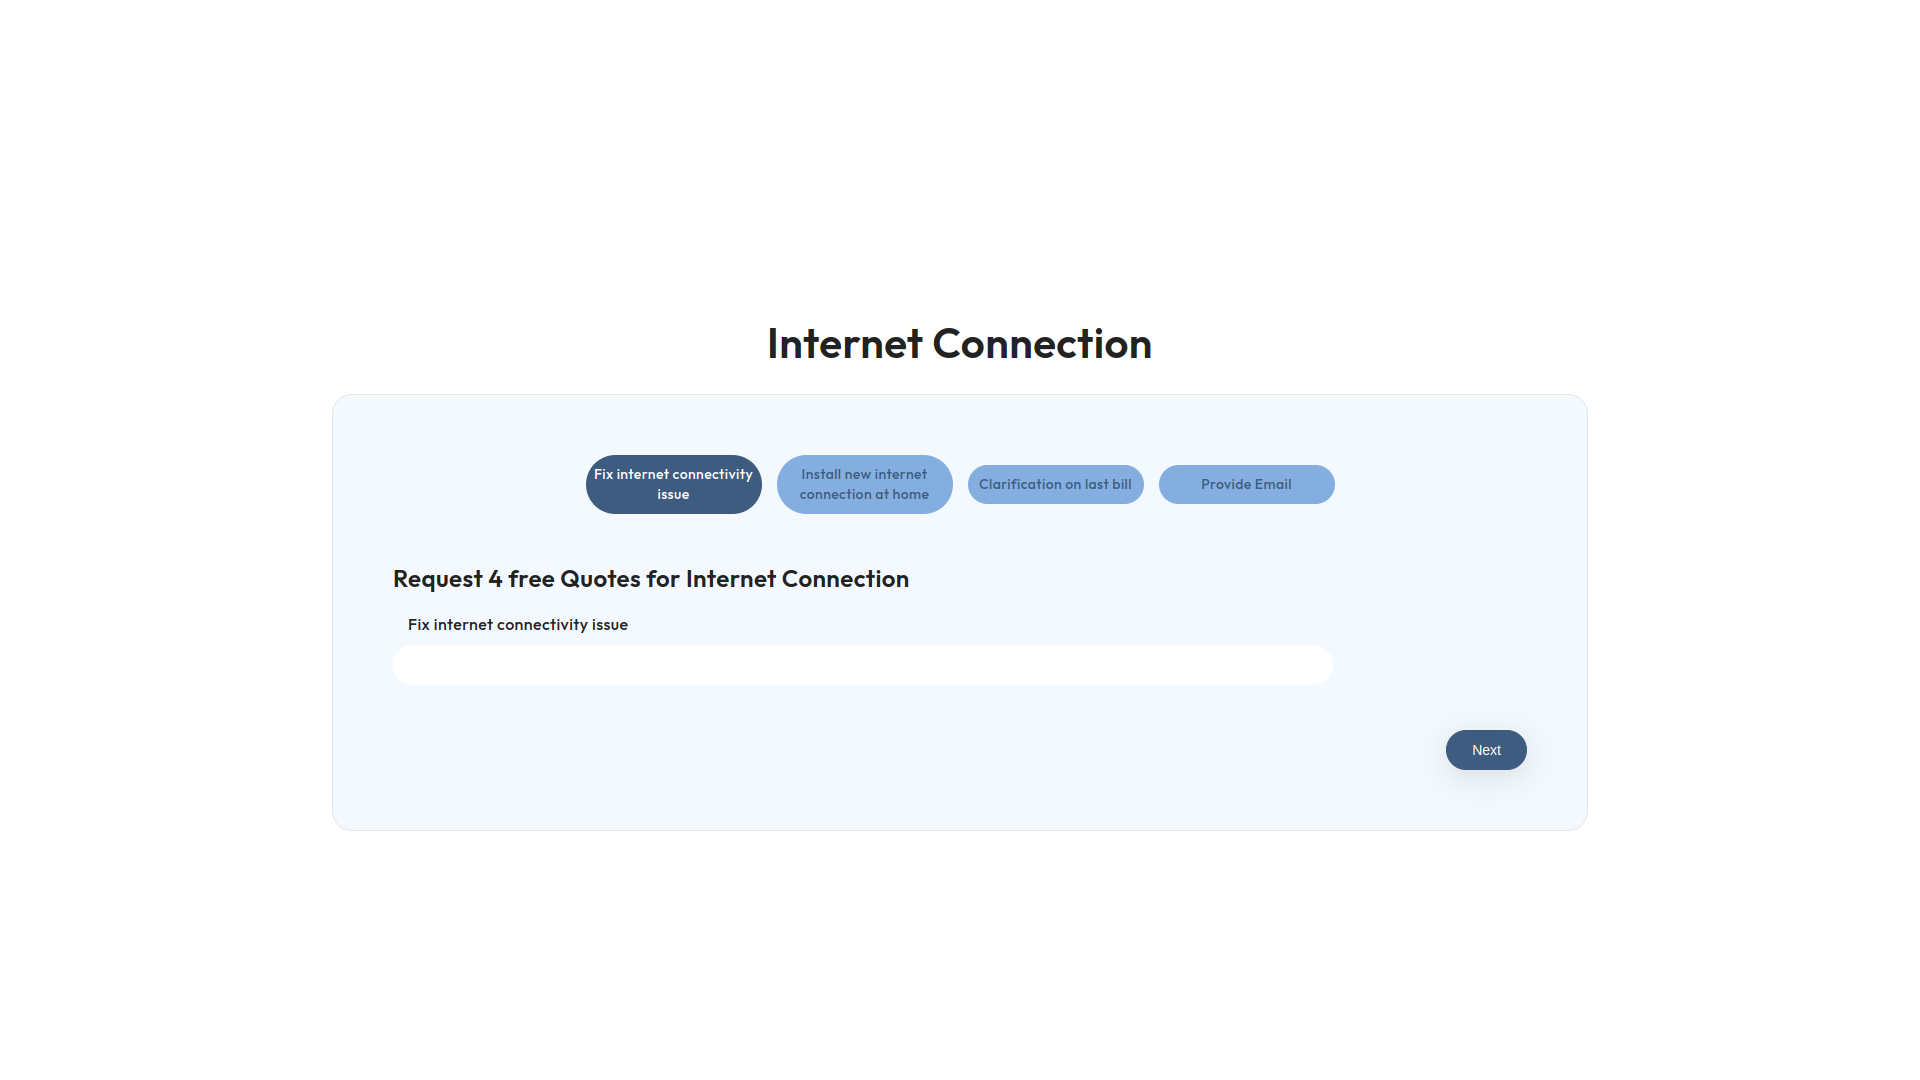 Internet Connection
Fix internet connectivity
issue
Install new internet
connection at home
Clarification on last bill
Provide Email
Request 4 free Quotes for Internet Connection
Fix internet connectivity issue
Next